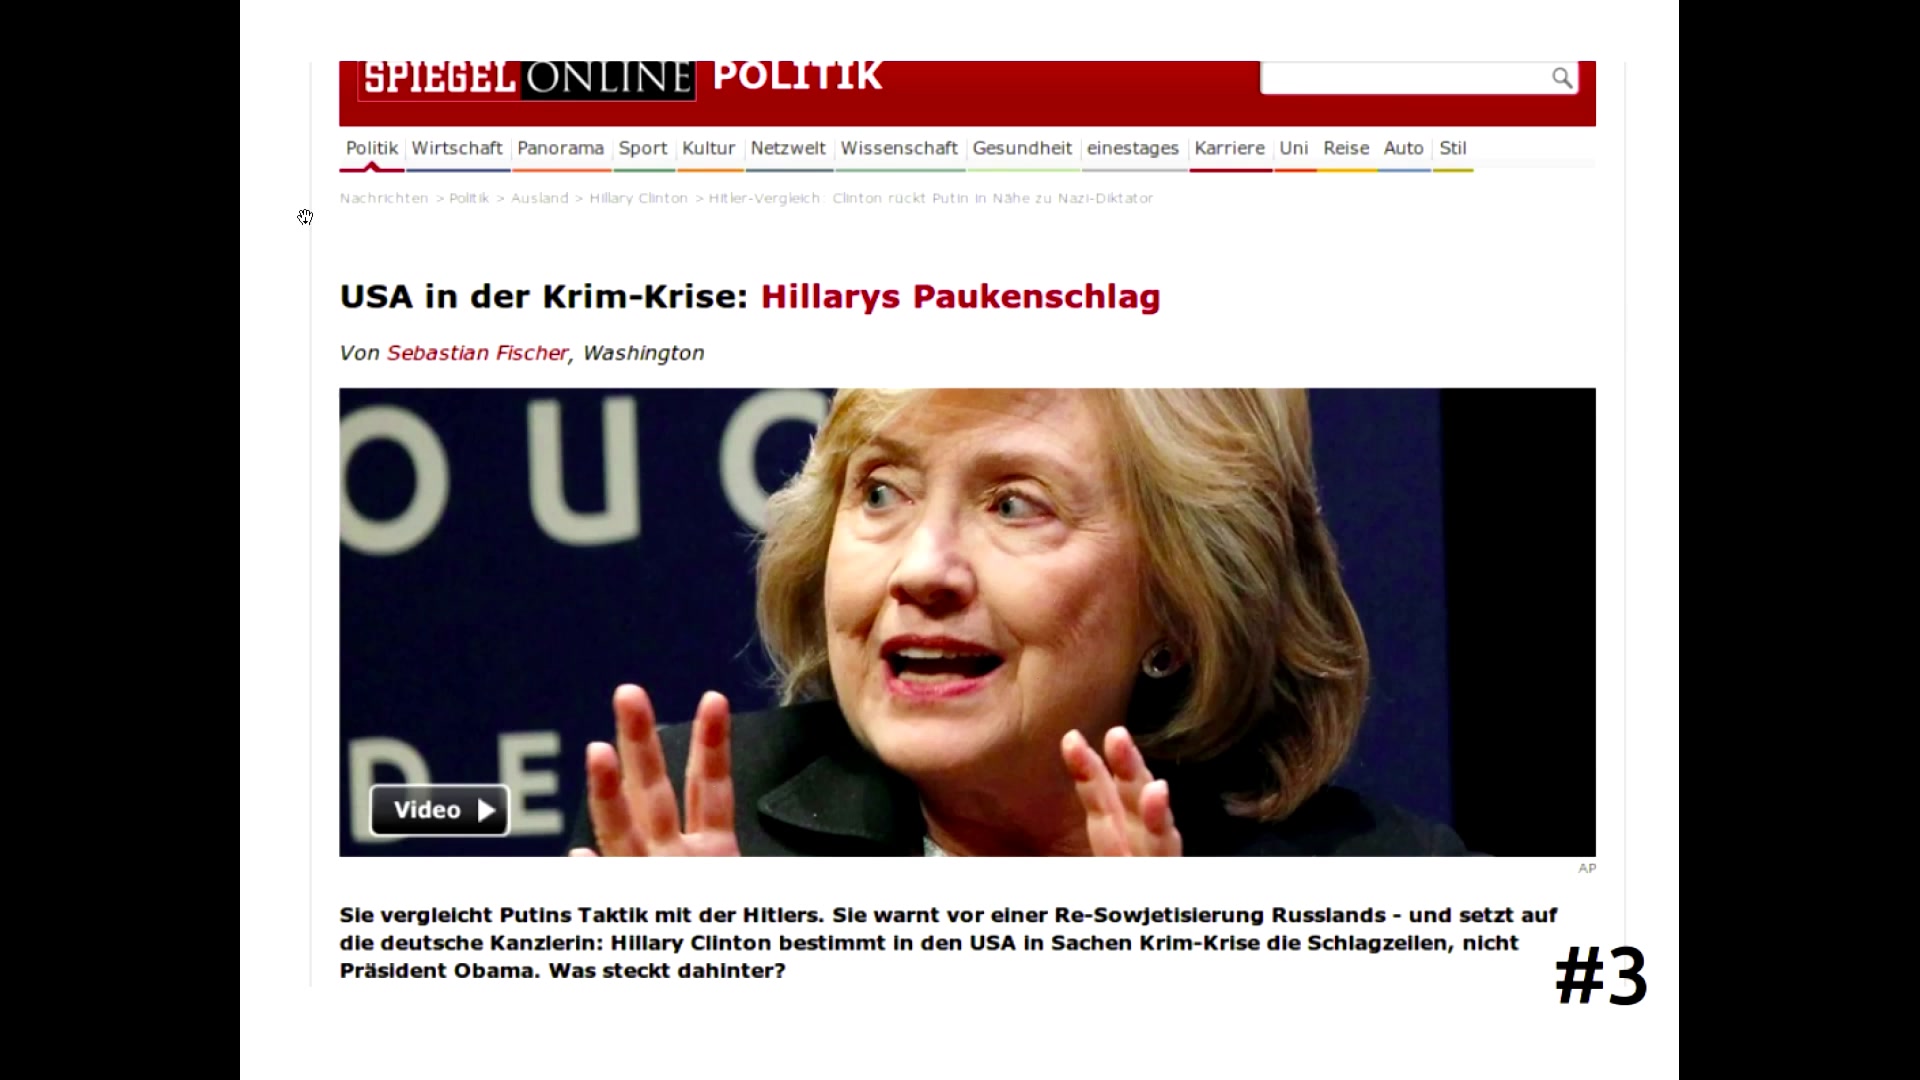 SPIEGEL ONLINE POLITIK
Politik Wirtschaft Panorama Sport Kultur Netzwelt Wissenschaft Gesundheit einestages Karriere Uni Reise Auto Stil
Nachrichten > Politik > Ausland > Hillary Clinton > Hitler-Vergleich: Clinton rückt Putin in Nähe zu Nazi-Diktator
USA in der Krim-Krise: Hillarys Paukenschlag
Von Sebastian Fischer, Washington
OUC
DE
Video
AP
Sie vergleicht Putins Taktik mit der Hitlers. Sie warnt vor einer Re-Sowjetisierung Russlands - und setzt auf
die deutsche Kanzlerin: Hillary Clinton bestimmt in den USA in Sachen Krim-Krise die Schlagzeilen, nicht
Präsident Obama. Was steckt dahinter?
#3